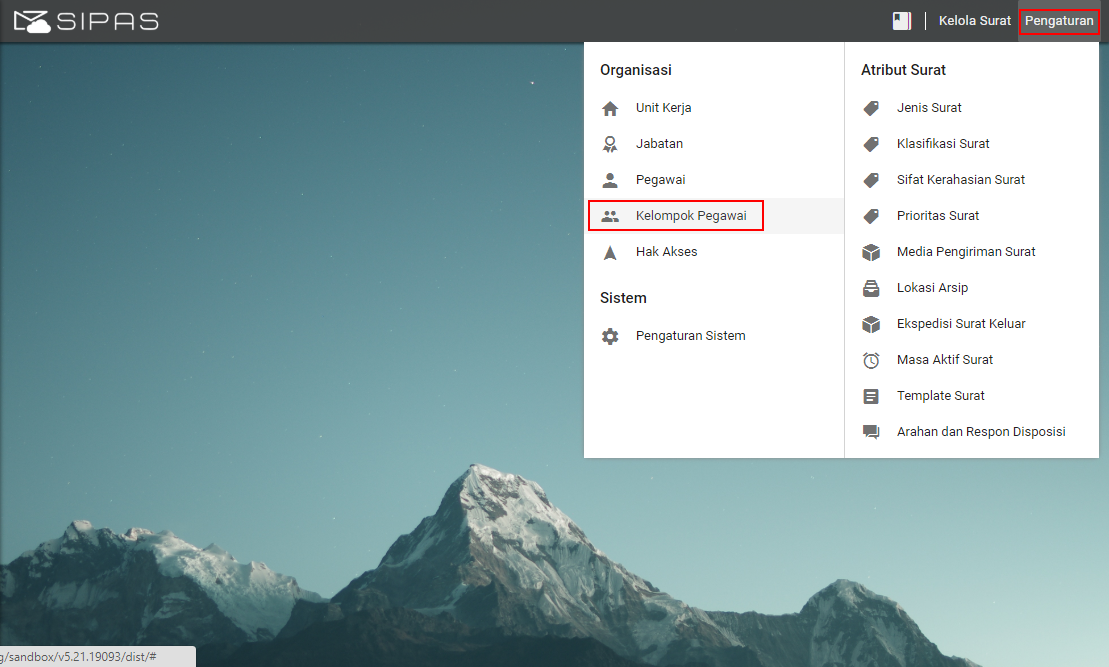 SIPAS
Kelola Surat
Pengaturan
Organisasi
Unit Kerja
Jabatan
Pegawai
Kelompok Pegawai
Hak Akses
Sistem
Pengaturan Sistem
Atribut Surat
Jenis Surat
Klasifikasi Surat
Sifat Kerahasian Surat
Prioritas Surat
Media Pengiriman Surat
Lokasi Arsip
Ekspedisi Surat Keluar
Masa Aktif Surat
Template Surat
Arahan dan Respon Disposisi
g/sandbox/v5.21.19093/dist/#